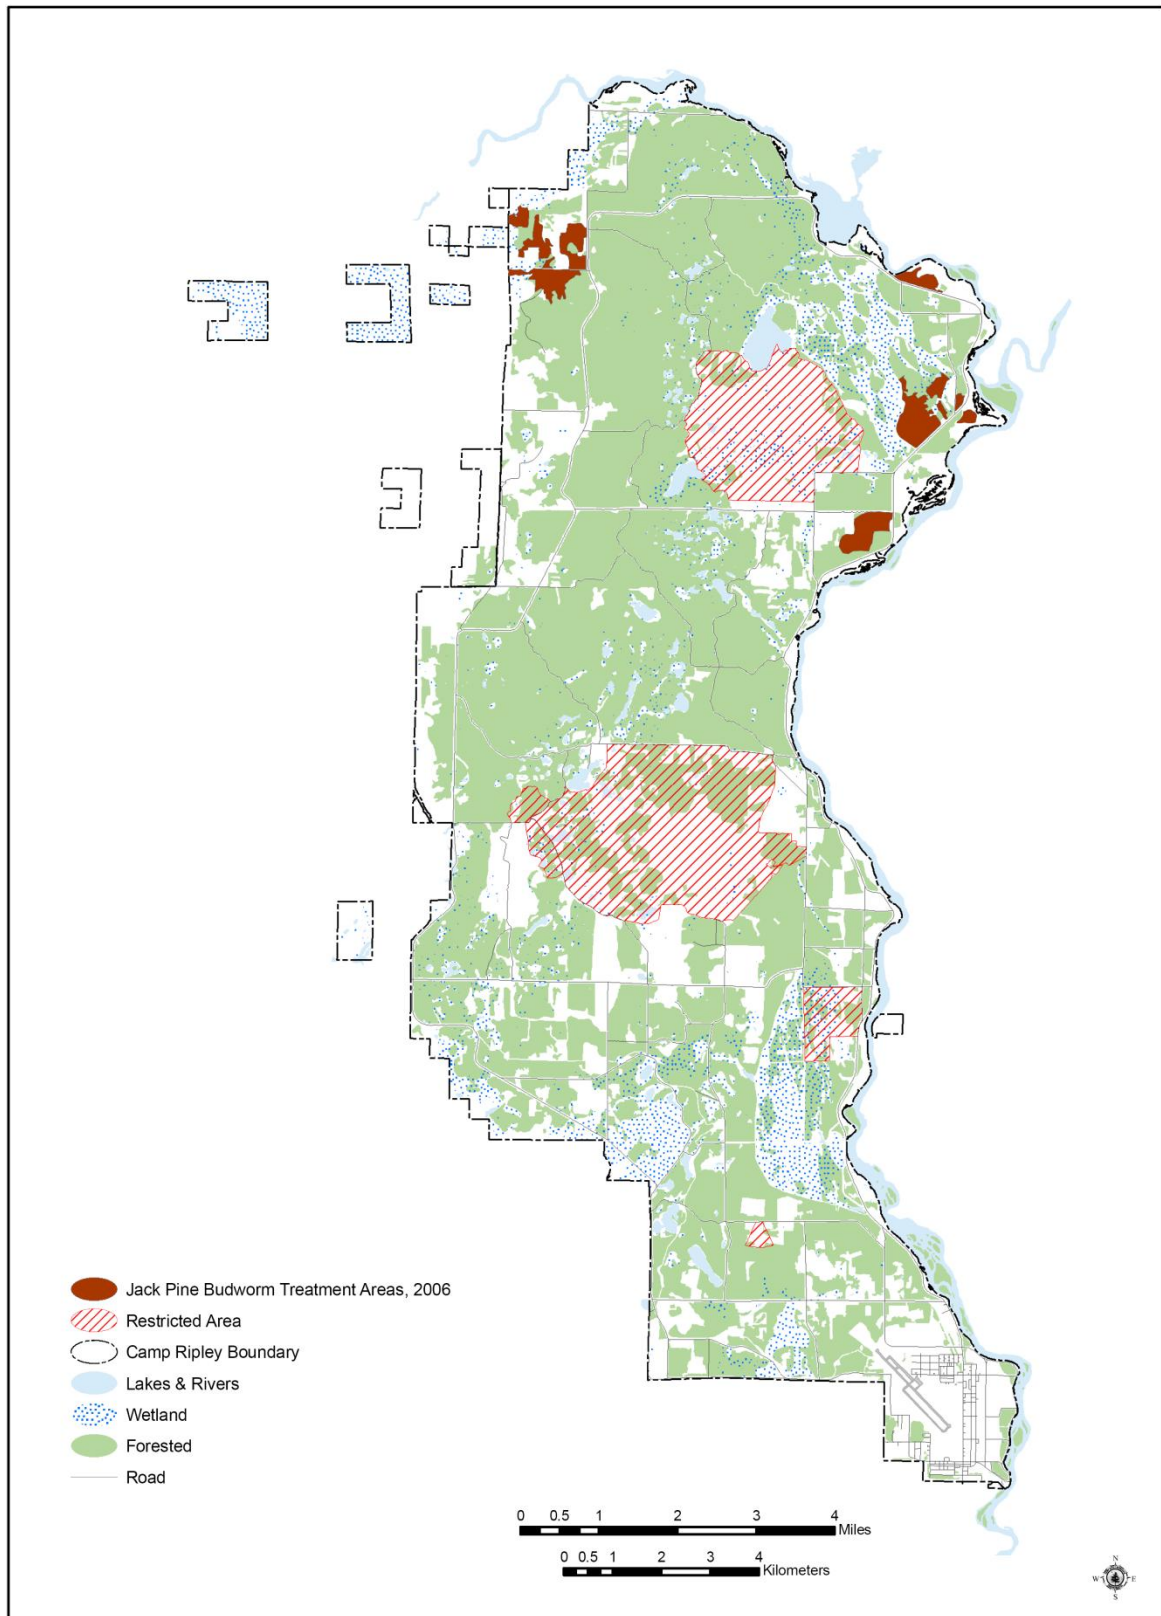 Jack Pine Budworm Treatment Areas, 2006
Restricted Area
Camp Ripley Boundary
Lakes & Rivers
Wetland
Forested
Road
0 0.5 1 2 3 4
Miles
0 0.5 1 2 3 4
Kilometers
N
W E
S